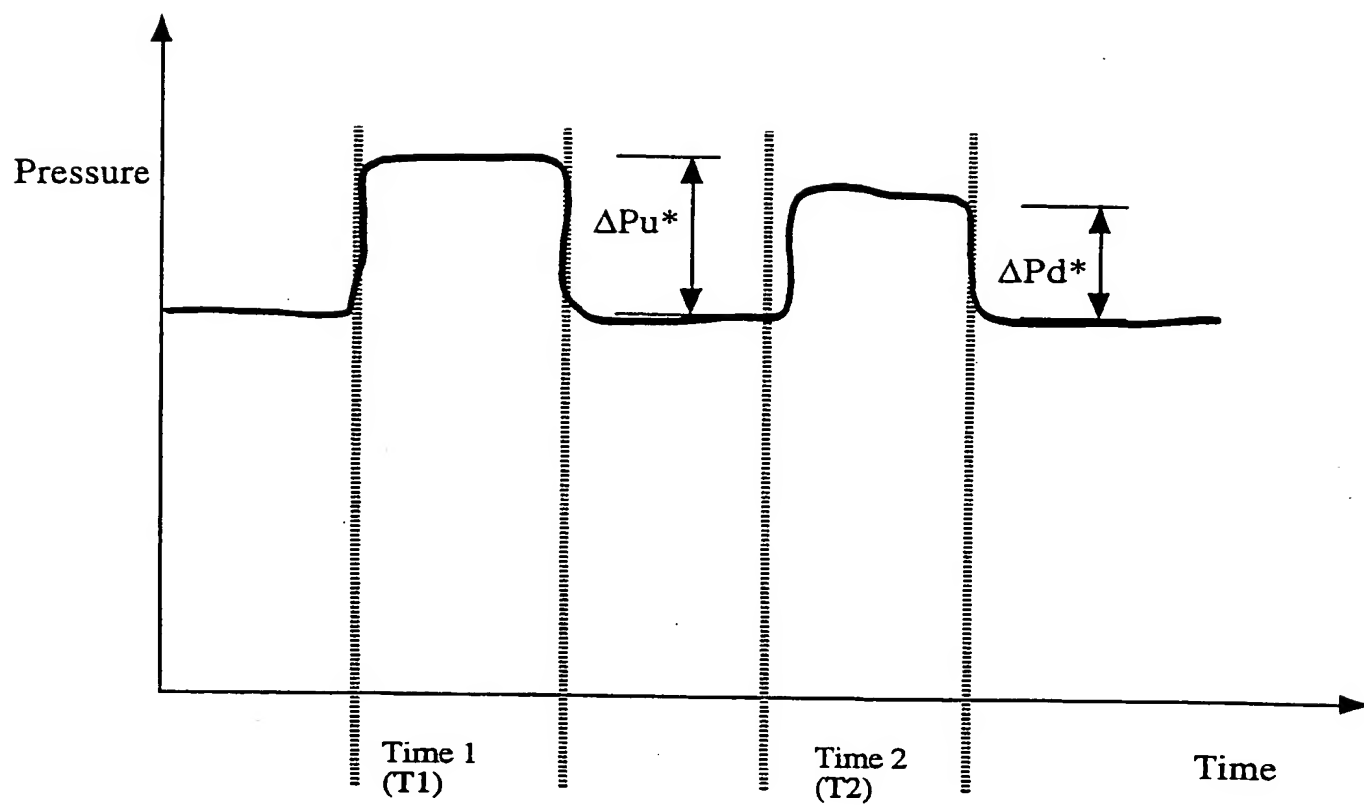 Pressure
ΔPu*
ΔPd*
Time 1
(T1)
Time 2
(T2)
Time